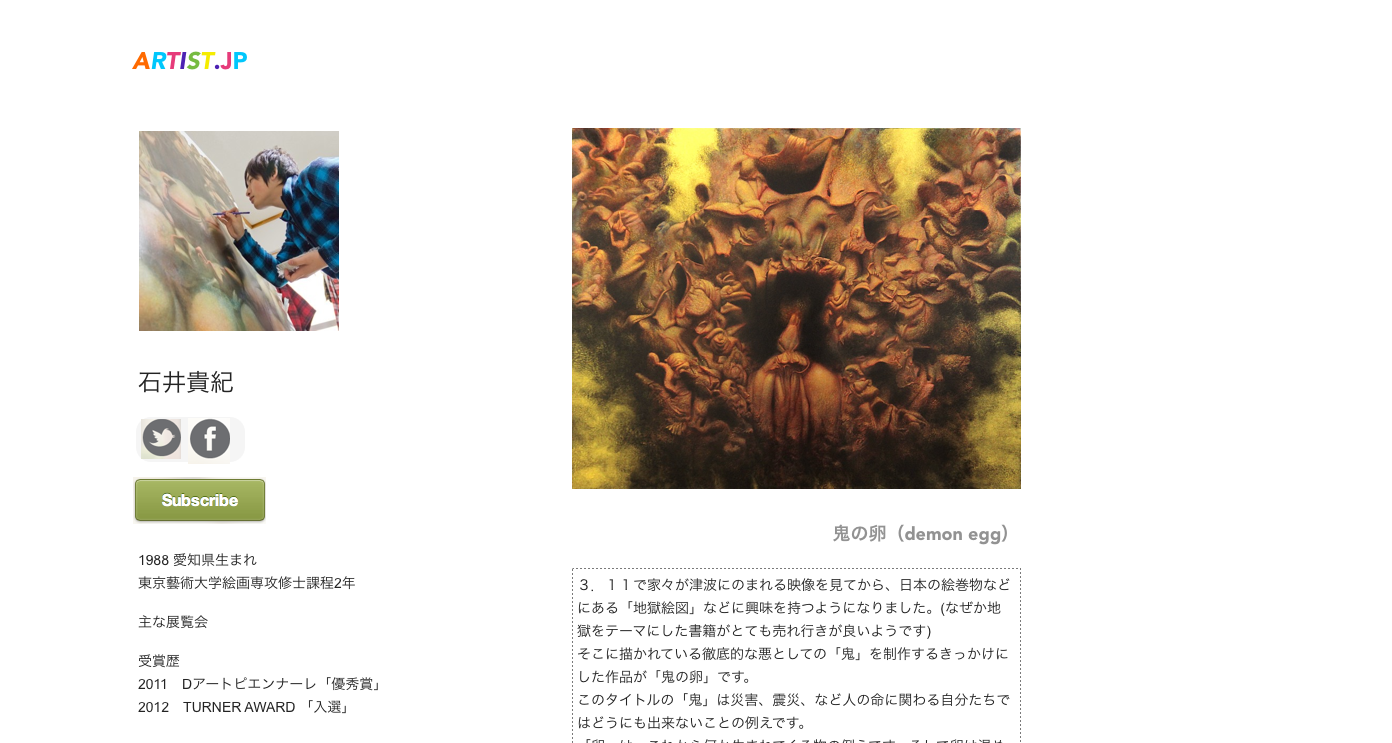 ARTIST.JP
石井貴紀
Subscribe
1988 愛知県生まれ
東京藝術大学絵画専攻修士課程2年
主な展覧会
受賞歴
2011　Dアートビエンナーレ「優秀賞」
2012　TURNER AWARD 「入選」
鬼の卵（demon egg）
３．１１で家々が津波にのまれる映像を見てから、日本の絵巻物など
にある「地獄絵図」などに興味を持つようになりました。(なぜか地
獄をテーマにした書籍がとても売れ行きが良いようです)
そこに描かれている徹底的な悪としての「鬼」を制作するきっかけに
した作品が「鬼の卵」です。
このタイトルの「鬼」は災害、震災、など人の命に関わる自分たちで
はどうにも出来ないことの例えです。